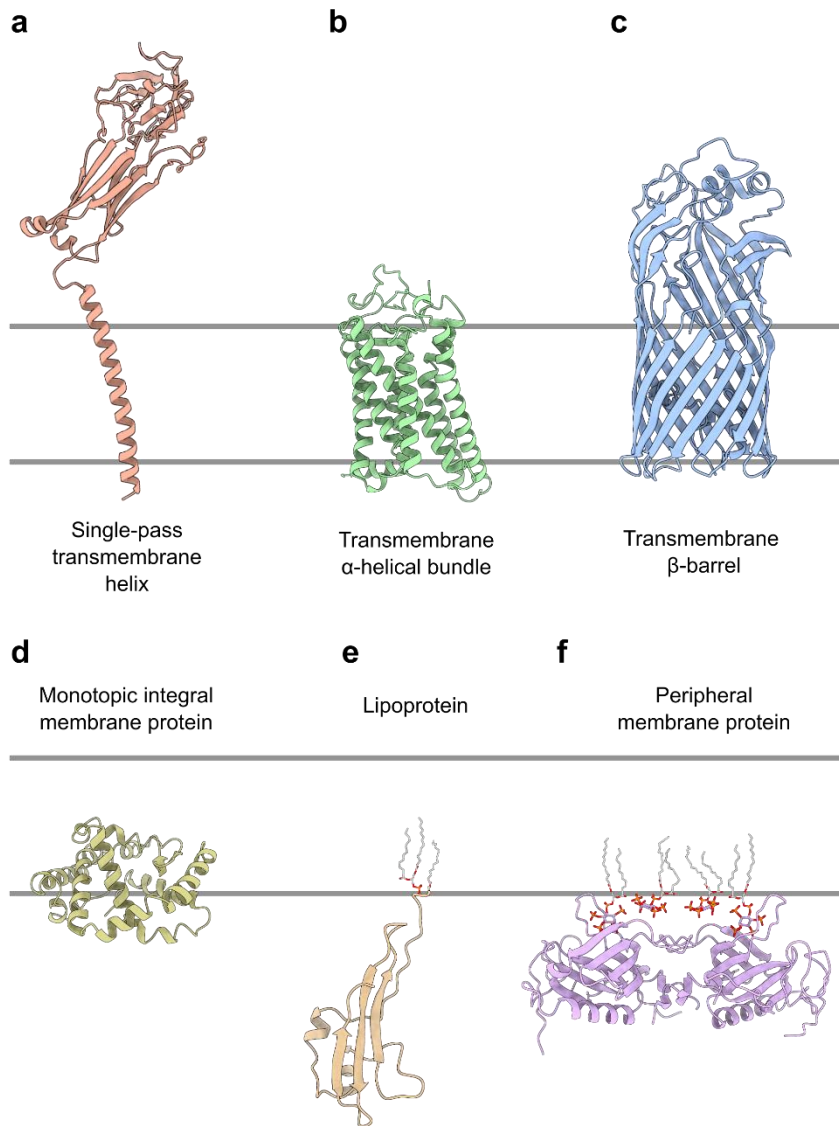 a
b
c
Single-pass
transmembrane
helix
Transmembrane
α-helical bundle
Transmembrane
β-barrel
d
e
f
Monotopic integral
membrane protein
Lipoprotein
Peripheral
membrane protein